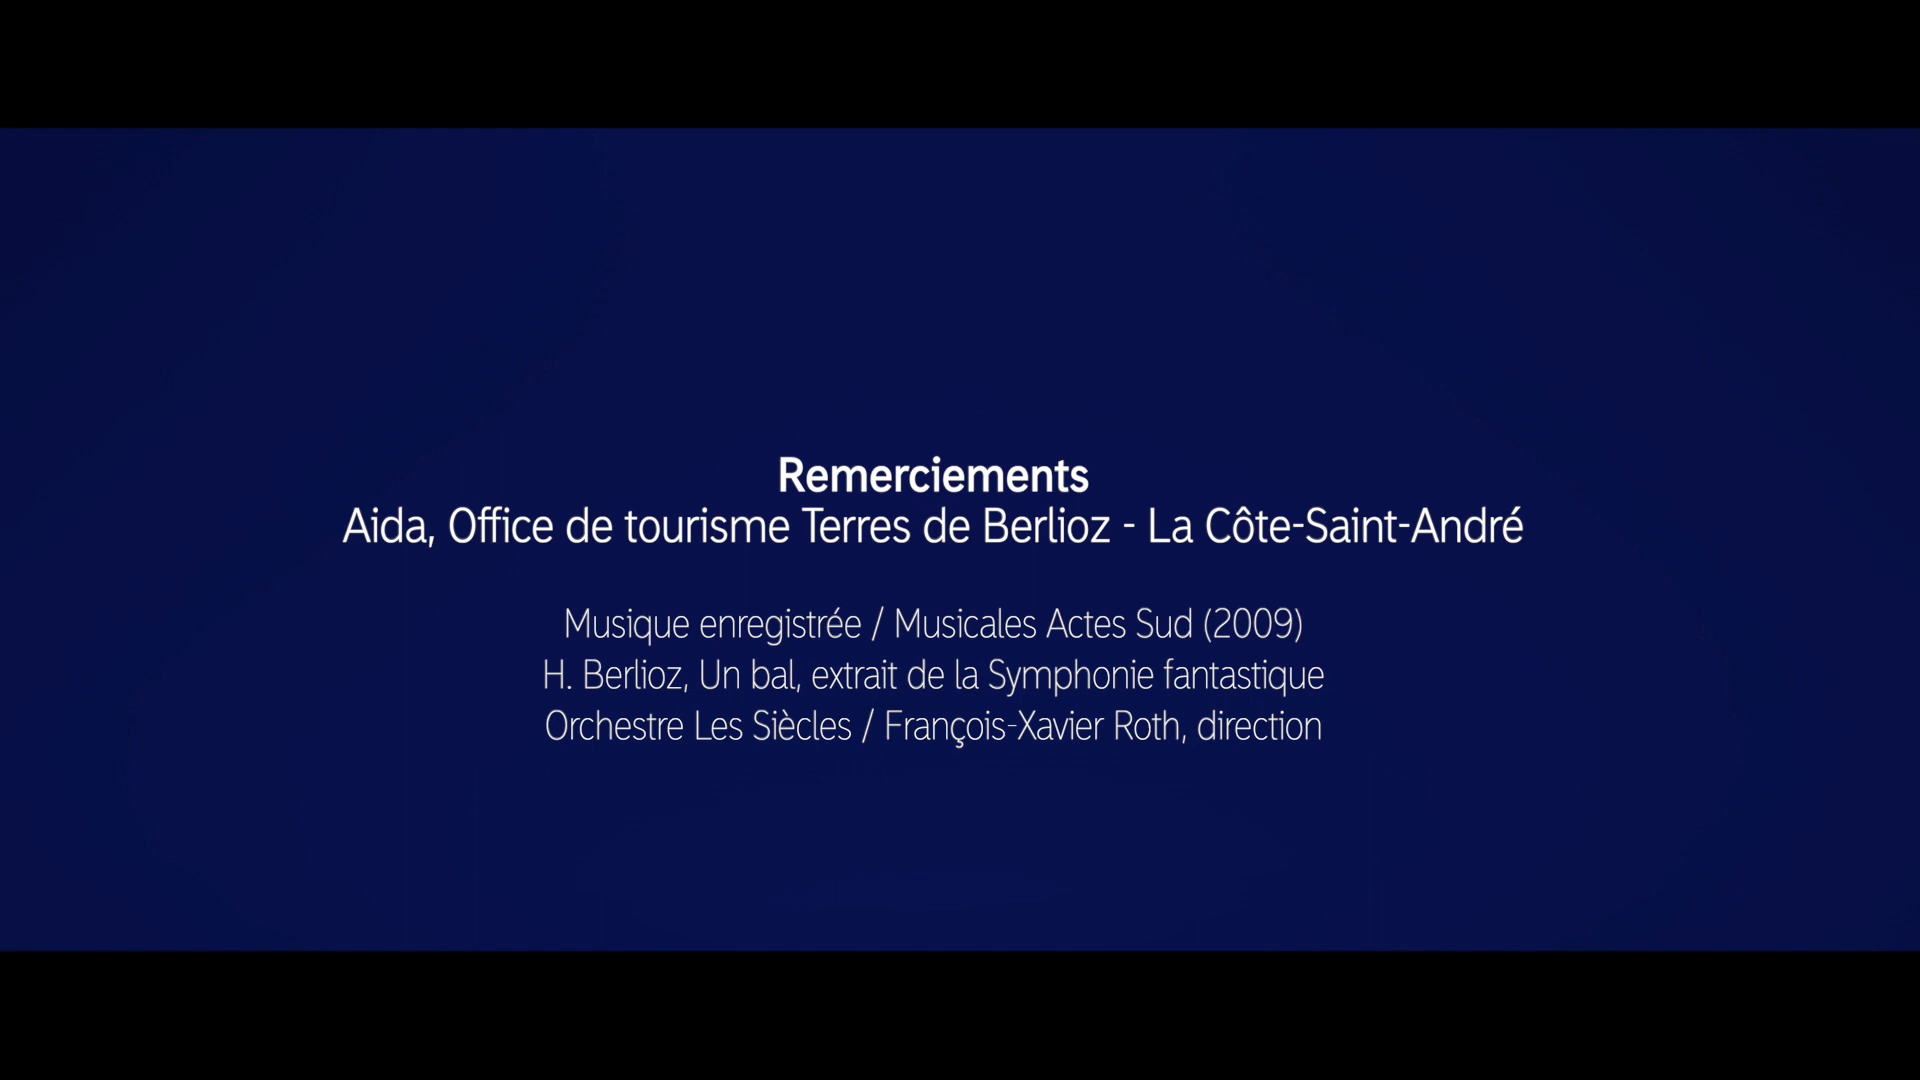 Remerciements
Aida, Office de tourisme Terres de Berlioz - La Côte-Saint-André
Musique enregistrée / Musicales Actes Sud (2009)
H. Berlioz, Un bal, extrait de la Symphonie fantastique
Orchestre Les Siècles / François-Xavier Roth, direction